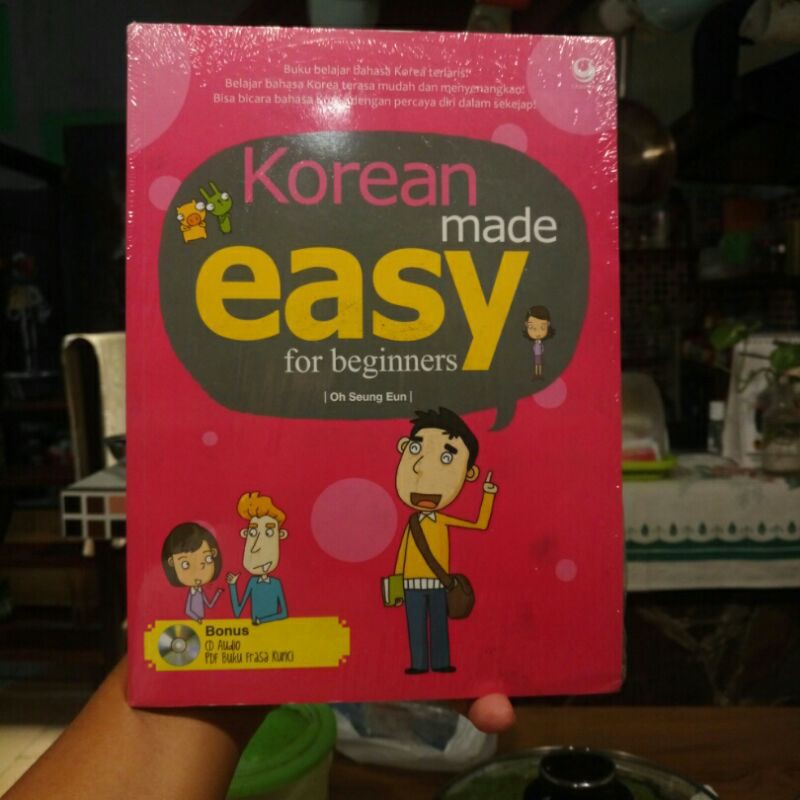 Buku belajar bahasa Korea terlaris!
Belajar bahasa Korea terasa mudah dan menyenangkan!
Bisa bicara bahasa dengan percaya diri dalam sekejap!
Korean
made
easy
for beginners
| Oh Seung Eun |
Bonus
CD Audio
PDF Buku Frasa Kunci